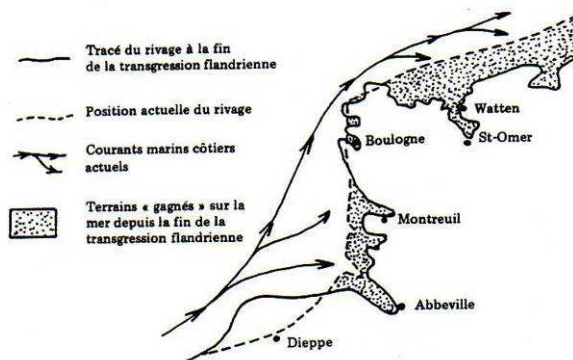 Tracé du rivage à la fin
de la transgression flandrienne
Position actuelle du rivage
Courants marins côtiers
actuels
Terrains « gagnés » sur la
mer depuis la fin de la
transgression flandrienne
Watten
St-Omer
Boulogne
Montreuil
Abbeville
Dieppe